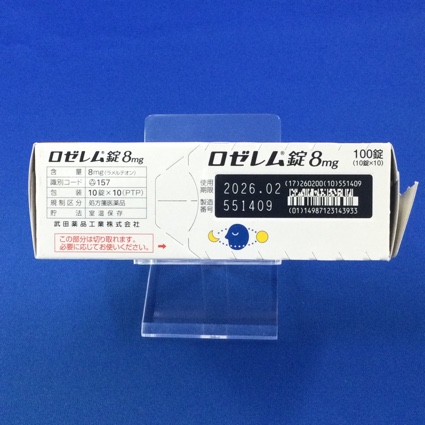 ロゼレム®錠8mg
含量 8mg(ラメルテオン)
識別コード 157
包装 10錠×10(PTP)
規制区分 処方箋医薬品
貯法 室温保存
武田薬品工業株式会社
この部分は切り取れます。
必要に応じてお使いください。
ロゼレム®錠8mg 100錠
(10錠×10)
使用期限 2026.02
製造番号 551409
(17)260200(10)551409
(01)14987123143933